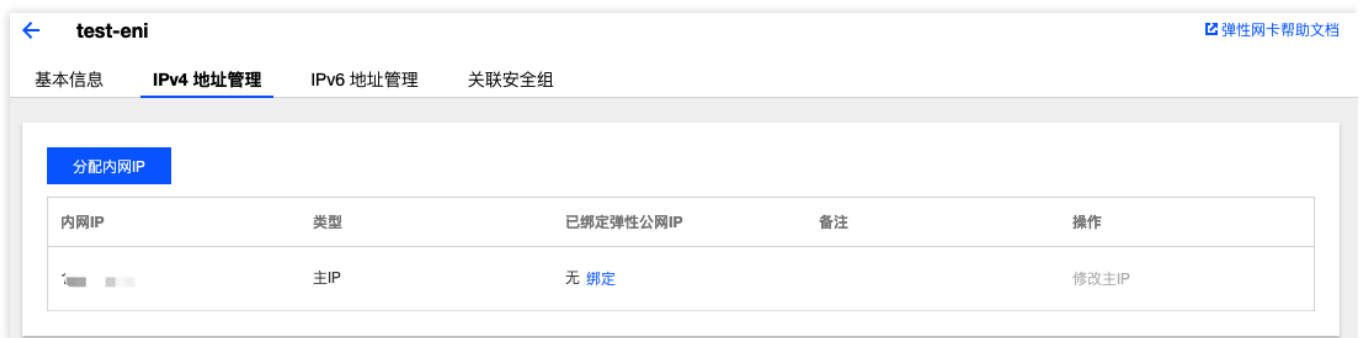 test-eni
弹性网卡帮助文档
基本信息 IPv4 地址管理 IPv6 地址管理 关联安全组
分配内网IP
内网IP 类型 已绑定弹性公网IP 备注 操作
主IP 无 绑定 修改主IP